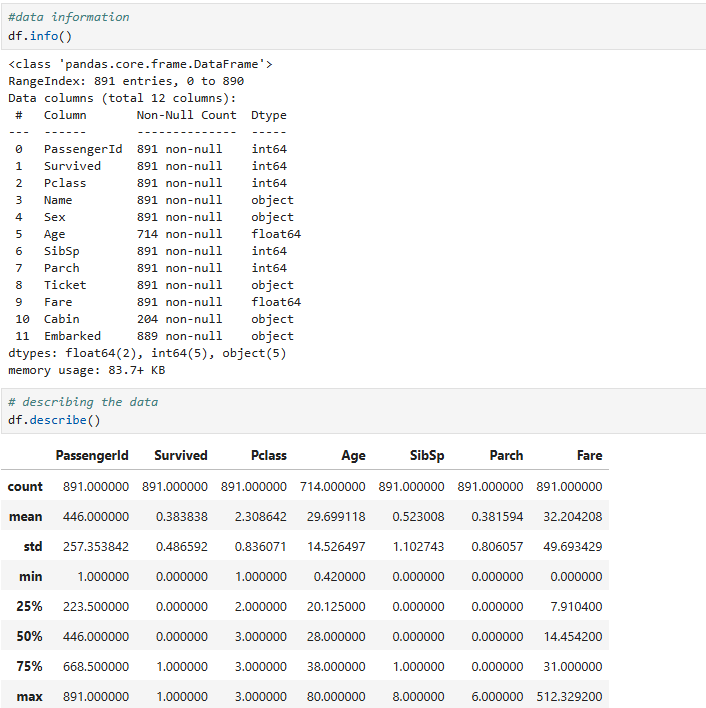 #data information
df.info()
<class 'pandas.core.frame.DataFrame'>
RangeIndex: 891 entries, 0 to 890
Data columns (total 12 columns):
 #   Column       Non-Null Count  Dtype
---  ------       --------------  -----
 0   PassengerId  891 non-null    int64
 1   Survived     891 non-null    int64
 2   Pclass       891 non-null    int64
 3   Name         891 non-null    object
 4   Sex          891 non-null    object
 5   Age          714 non-null    float64
 6   SibSp        891 non-null    int64
 7   Parch        891 non-null    int64
 8   Ticket       891 non-null    object
 9   Fare         891 non-null    float64
 10  Cabin        204 non-null    object
 11  Embarked     889 non-null    object
dtypes: float64(2), int64(5), object(5)
memory usage: 83.7+ KB
# describing the data
df.describe()
PassengerId Survived Pclass Age SibSp Parch Fare
count 891.000000 891.000000 891.000000 714.000000 891.000000 891.000000 891.000000
mean 446.000000 0.383838 2.308642 29.699118 0.523008 0.381594 32.204208
std 257.353842 0.486592 0.836071 14.526497 1.102743 0.806057 49.693429
min 1.000000 0.000000 1.000000 0.420000 0.000000 0.000000 0.000000
25% 223.500000 0.000000 2.000000 20.125000 0.000000 0.000000 7.910400
50% 446.000000 0.000000 3.000000 28.000000 0.000000 0.000000 14.454200
75% 668.500000 1.000000 3.000000 38.000000 1.000000 0.000000 31.000000
max 891.000000 1.000000 3.000000 80.000000 8.000000 6.000000 512.329200